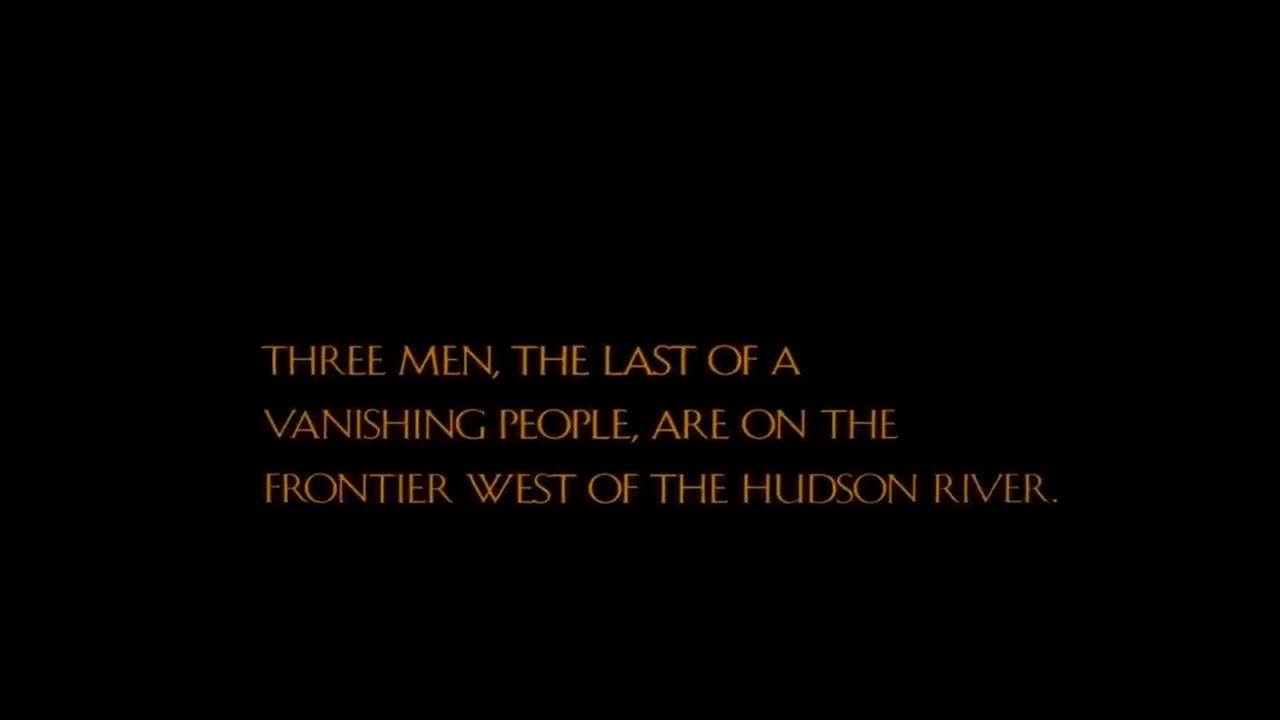 THREE MEN, THE LAST OF A
VANISHING PEOPLE, ARE ON THE
FRONTIER WEST OF THE HUDSON RIVER.